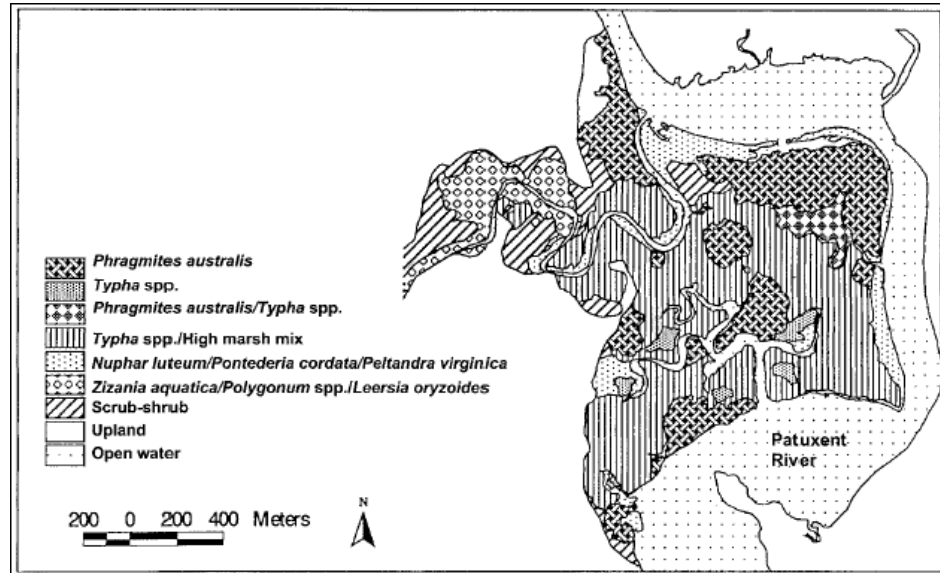 Phragmites australis
Typha spp.
Phragmites australis/Typha spp.
Typha spp./High marsh mix
Nuphar luteum/Pontederia cordata/Peltandra virginica
Zizania aquatica/Polygonum spp./Leersia oryzoides
Scrub-shrub
Upland
Open water
Patuxent
River
200 0 200 400 Meters
N